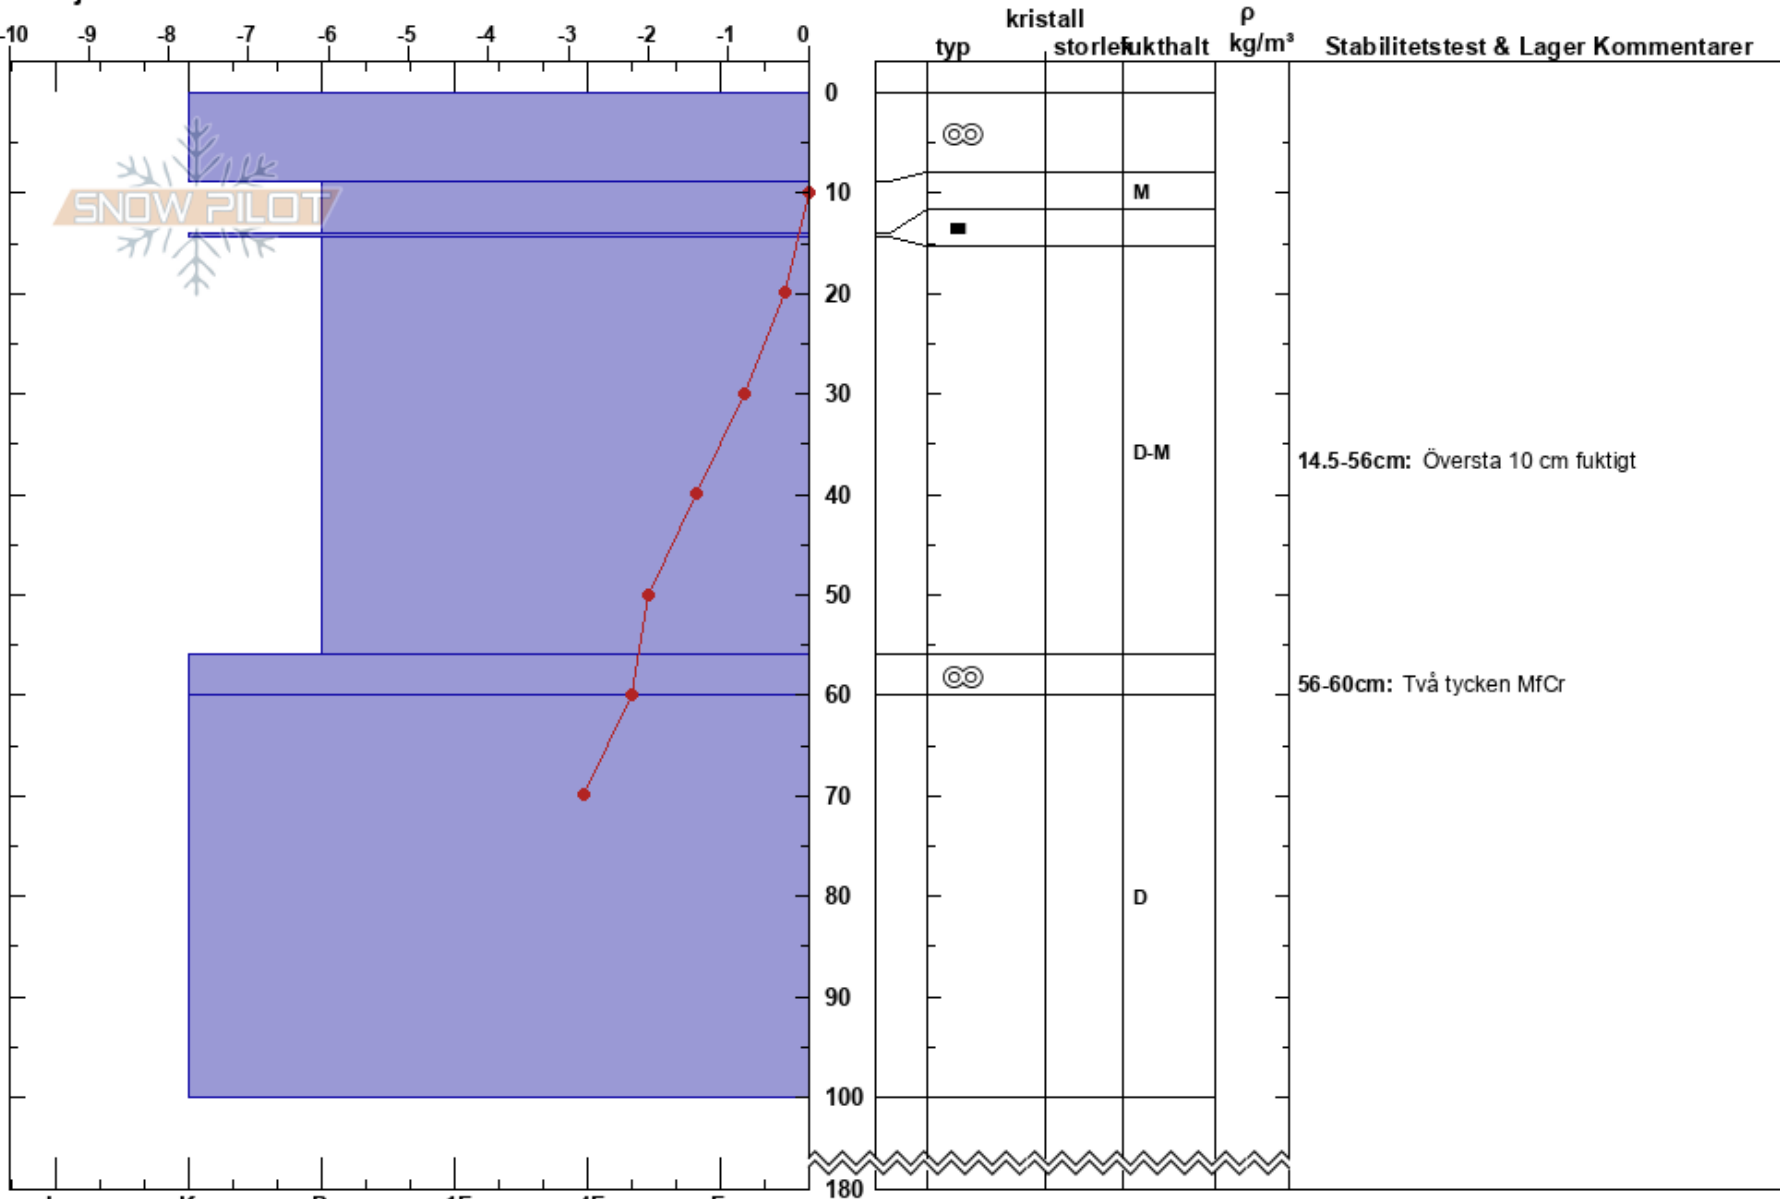 kristall ρ
-10 -9 -8 -7 -6 -5 -4 -3 -2 -1 0 typ storlek fukthalt kg/m³ Stabilitetstest & Lager Kommentarer
0
SNOW PILOT
10 M
20
30
D-M
14.5-56cm: Översta 10 cm fuktigt
40
50
56-60cm: Två tycken MfCr
60
70
80 D
90
100
180